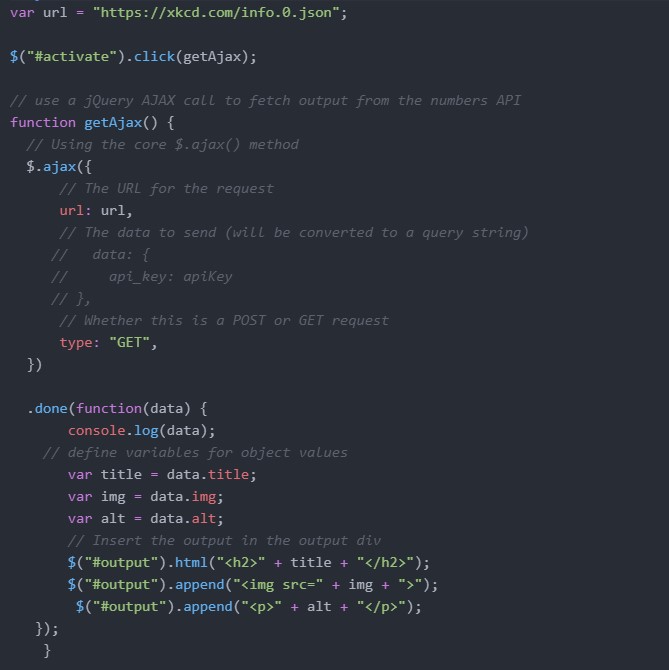 var url = "https://xkcd.com/info.0.json";
$("#activate").click(getAjax);
// use a jQuery AJAX call to fetch output from the numbers API
function getAjax() {
// Using the core $.ajax() method
$.ajax({
// The URL for the request
url: url,
// The data to send (will be converted to a query string)
// data: {
// api_key: apiKey
// },
// Whether this is a POST or GET request
type: "GET",
})
.done(function(data) {
console.log(data);
// define variables for object values
var title = data.title;
var img = data.img;
var alt = data.alt;
// Insert the output in the output div
$("#output").html("<h2>" + title + "</h2>");
$("#output").append("<img src=" + img + ">");
$("#output").append("<p>" + alt + "</p>");
});
}